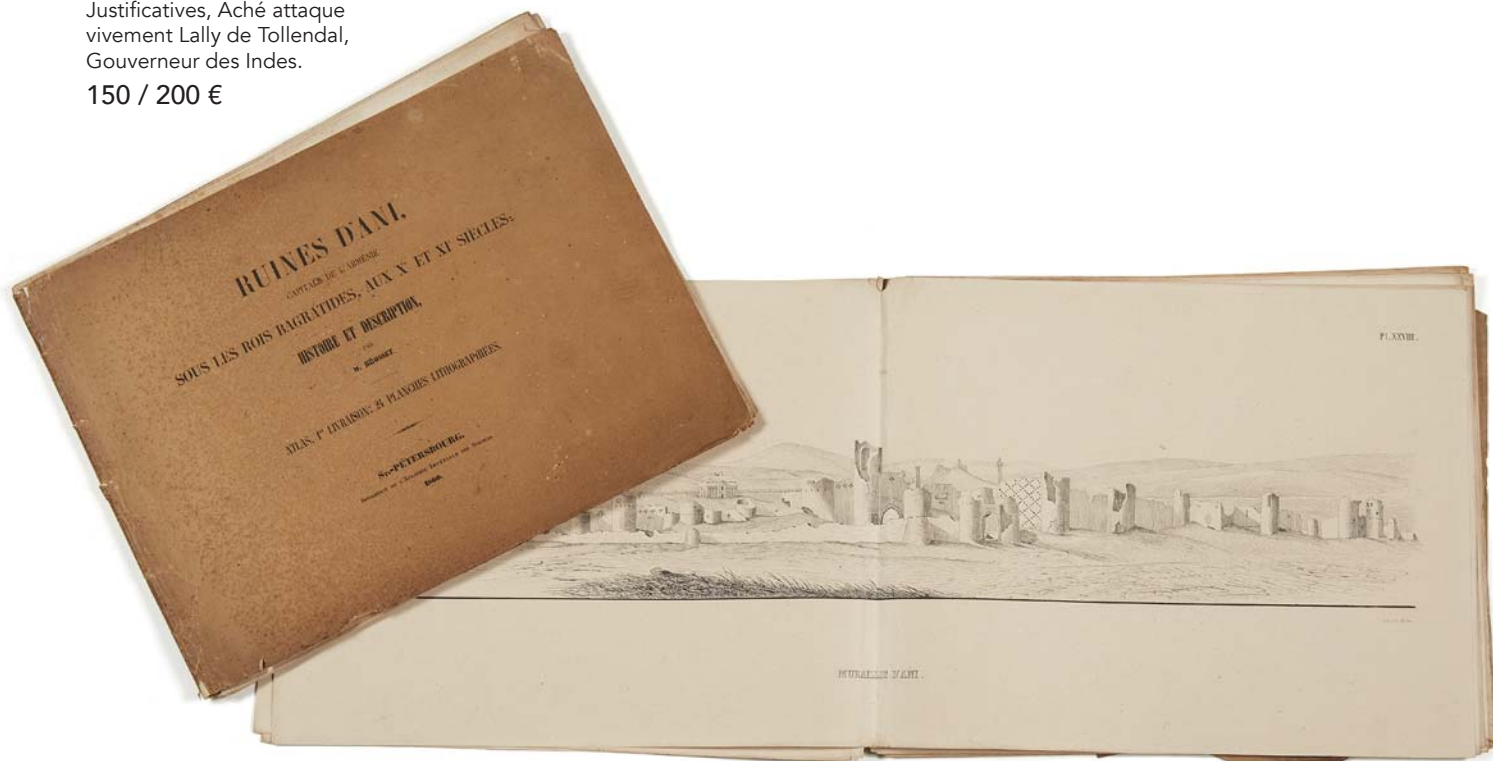 Justificatives, Aché attaque
vivement Lally de Tollendal,
Gouverneur des Indes.
150 / 200 €
RUINES D'ANI,
CAPITALE DE L'ARMÉNIE
SOUS LES ROIS BAGRATIDES, AUX Xᵉ ET XIᵉ SIÈCLES;
HISTOIRE ET DESCRIPTION,
PAR
M. BROSSET
ATLAS, 1ʳᵉ LIVRAISON: 21 PLANCHES LITHOGRAPHIÉES.
Sᵀ-PÉTERSBOURG.
1860.
Pl. XXVIII.
MURAILLES D'ANI.